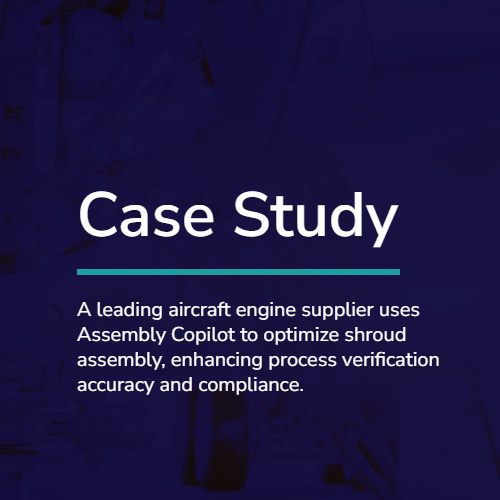 Case Study
A leading aircraft engine supplier uses
Assembly Copilot to optimize shroud
assembly, enhancing process verification
accuracy and compliance.